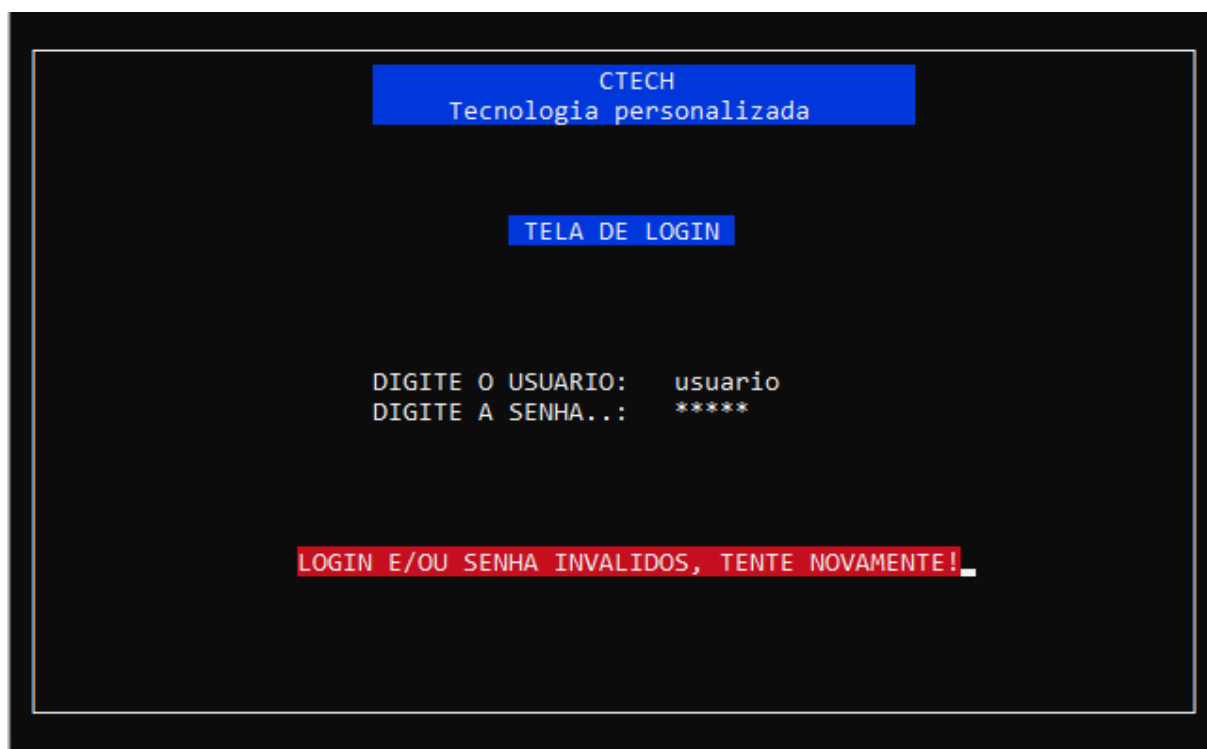 CTECH
Tecnologia personalizada
TELA DE LOGIN
DIGITE O USUARIO: usuario
DIGITE A SENHA..: *****
LOGIN E/OU SENHA INVALIDOS, TENTE NOVAMENTE!